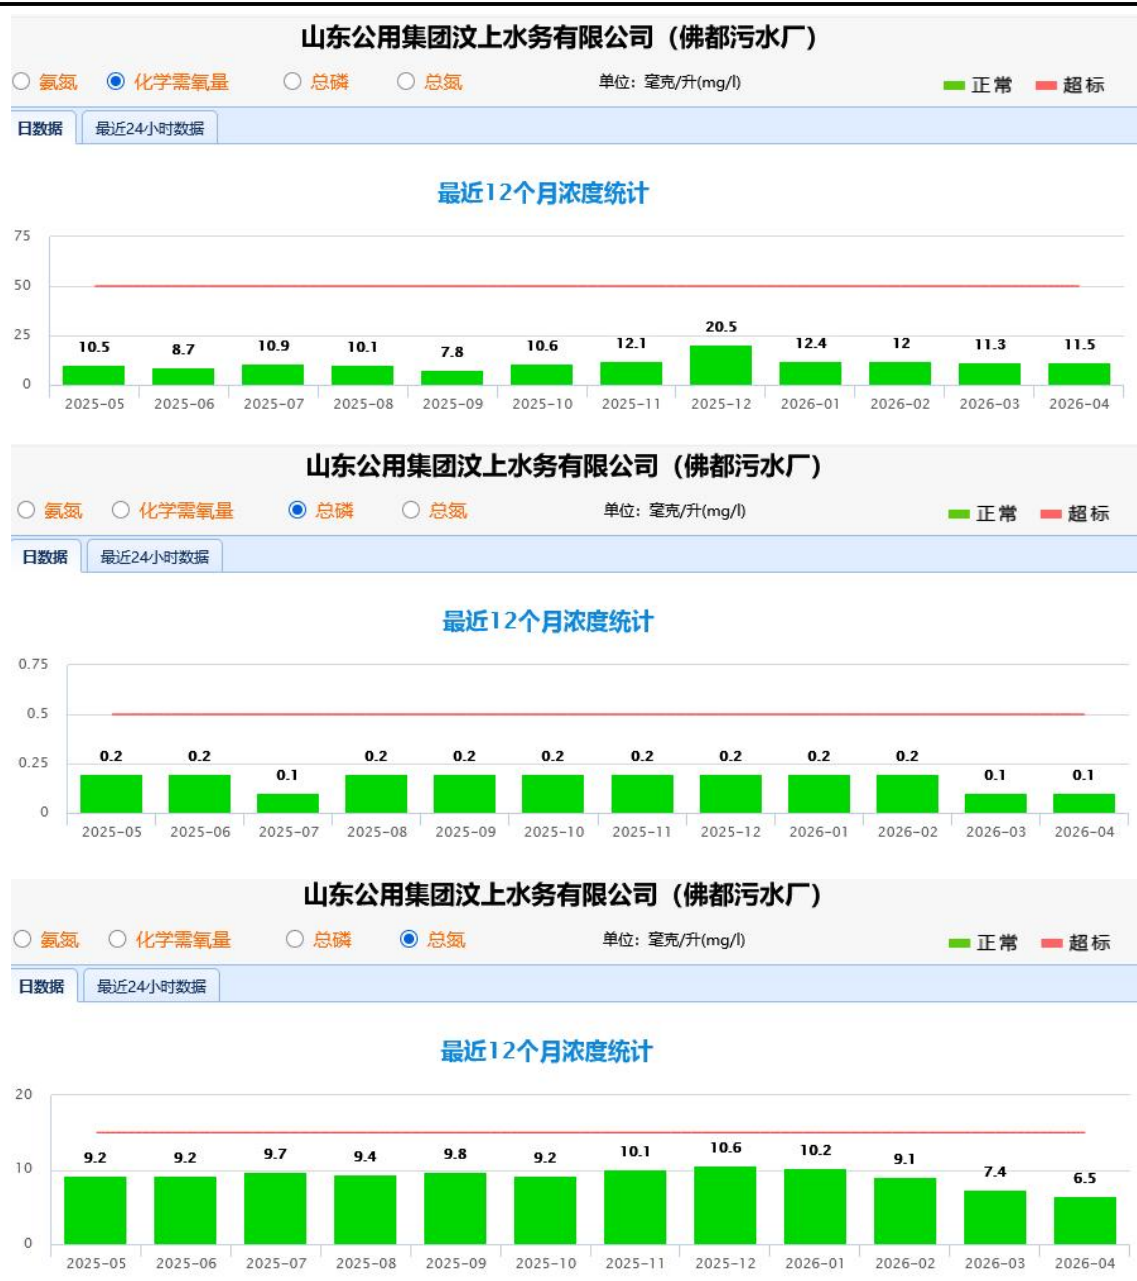 山东公用集团汶上水务有限公司（佛都污水厂）
氨氮 化学需氧量 总磷 总氮 单位：毫克/升(mg/l) 正常 超标
日数据 最近24小时数据
最近12个月浓度统计
75
50
25
0
10.5 8.7 10.9 10.1 7.8 10.6 12.1 20.5 12.4 12 11.3 11.5
2025-05 2025-06 2025-07 2025-08 2025-09 2025-10 2025-11 2025-12 2026-01 2026-02 2026-03 2026-04
山东公用集团汶上水务有限公司（佛都污水厂）
氨氮 化学需氧量 总磷 总氮 单位：毫克/升(mg/l) 正常 超标
日数据 最近24小时数据
最近12个月浓度统计
0.75
0.5
0.25
0
0.2 0.2 0.1 0.2 0.2 0.2 0.2 0.2 0.2 0.2 0.1 0.1
2025-05 2025-06 2025-07 2025-08 2025-09 2025-10 2025-11 2025-12 2026-01 2026-02 2026-03 2026-04
山东公用集团汶上水务有限公司（佛都污水厂）
氨氮 化学需氧量 总磷 总氮 单位：毫克/升(mg/l) 正常 超标
日数据 最近24小时数据
最近12个月浓度统计
20
10
0
9.2 9.2 9.7 9.4 9.8 9.2 10.1 10.6 10.2 9.1 7.4 6.5
2025-05 2025-06 2025-07 2025-08 2025-09 2025-10 2025-11 2025-12 2026-01 2026-02 2026-03 2026-04